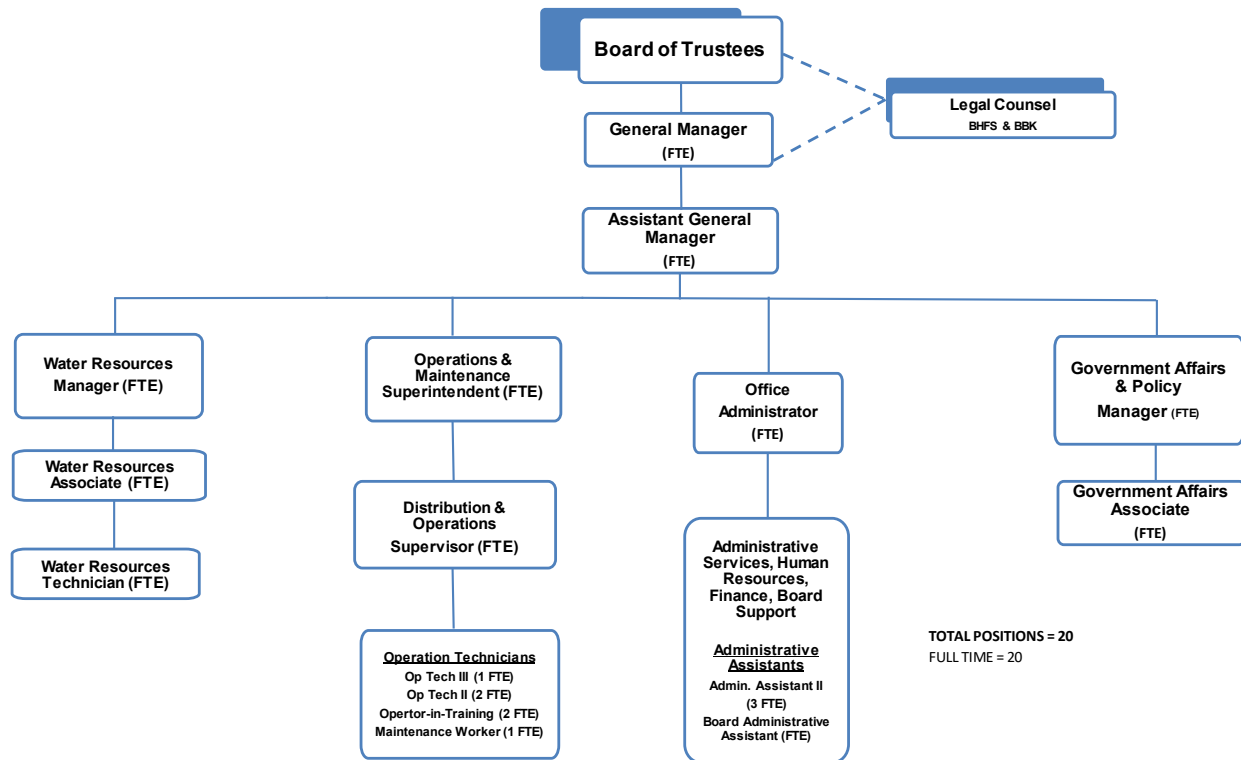 Board of Trustees
Legal Counsel
BHFS & BBK
General Manager
(FTE)
Assistant General
Manager
(FTE)
Water Resources
Manager (FTE)
Water Resources
Associate (FTE)
Water Resources
Technician (FTE)
Operations &
Maintenance
Superintendent (FTE)
Distribution &
Operations
Supervisor (FTE)
Operation Technicians
Op Tech III (1 FTE)
Op Tech II (2 FTE)
Opertor-in-Training (2 FTE)
Maintenance Worker (1 FTE)
Office
Administrator
(FTE)
Administrative
Services, Human
Resources,
Finance, Board
Support
Administrative
Assistants
Admin. Assistant II
(3 FTE)
Board Administrative
Assistant (FTE)
Government Affairs
& Policy
Manager (FTE)
Government Affairs
Associate
(FTE)
TOTAL POSITIONS = 20
FULL TIME = 20